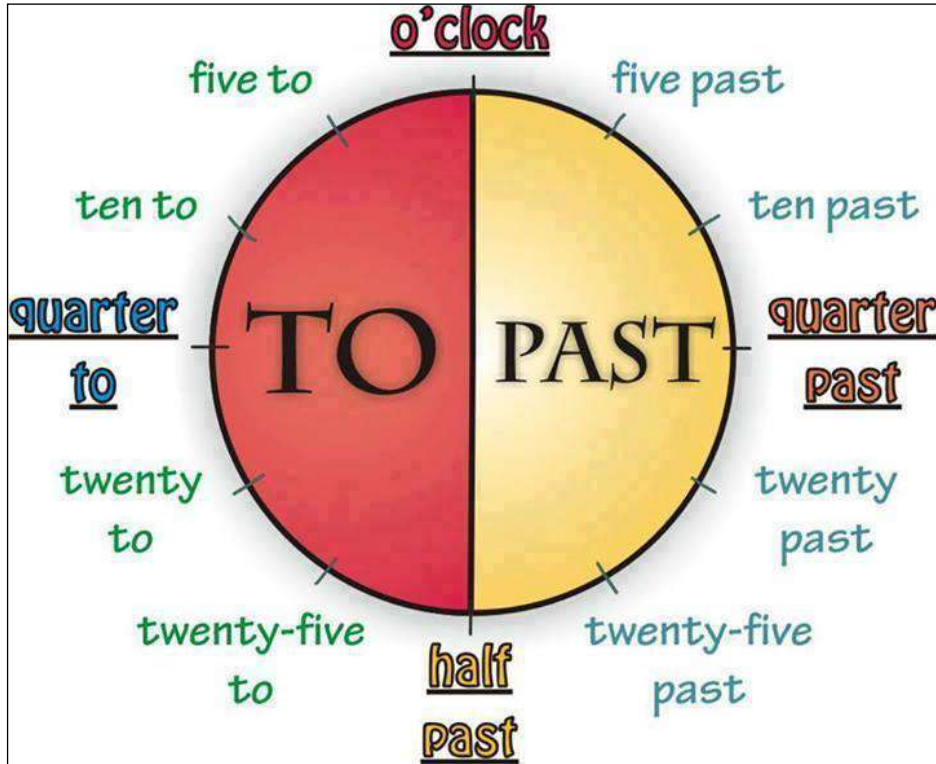 o'clock
five to
five past
ten to
ten past
quarter
to
TO
PAST
quarter
past
twenty
to
twenty
past
twenty-five
to
half
past
twenty-five
past